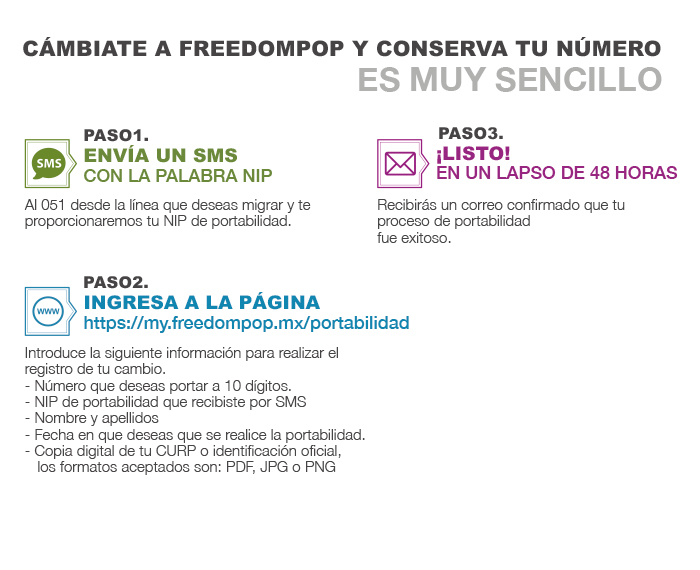 CÁMBIATE A FREEDOMPOP Y CONSERVA TU NÚMERO
ES MUY SENCILLO
PASO1.
SMS
ENVÍA UN SMS
CON LA PALABRA NIP
Al 051 desde la línea que deseas migrar y te
proporcionaremos tu NIP de portabilidad.
PASO2.
www
INGRESA A LA PÁGINA
https://my.freedompop.mx/portabilidad
Introduce la siguiente información para realizar el
registro de tu cambio.
- Número que deseas portar a 10 dígitos.
- NIP de portabilidad que recibiste por SMS
- Nombre y apellidos
- Fecha en que deseas que se realice la portabilidad.
- Copia digital de tu CURP o identificación oficial,
los formatos aceptados son: PDF, JPG o PNG
PASO3.
¡LISTO!
EN UN LAPSO DE 48 HORAS
Recibirás un correo confirmado que tu
proceso de portabilidad
fue exitoso.